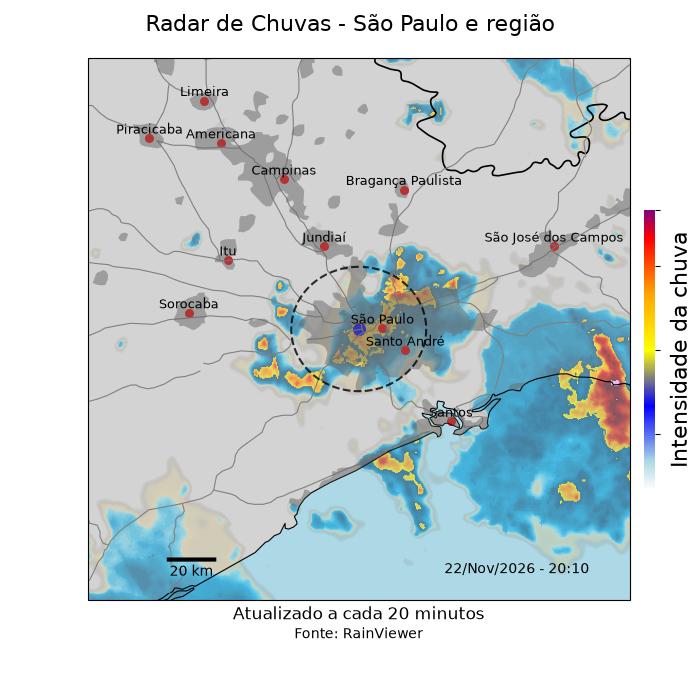 Radar de Chuvas - São Paulo e região
Limeira
Piracicaba
Americana
Campinas
Bragança Paulista
Itu
Jundiaí
São José dos Campos
Sorocaba
São Paulo
Santo André
Santos
20 km
22/Nov/2026 - 20:10
Intensidade da chuva
Atualizado a cada 20 minutos
Fonte: RainViewer